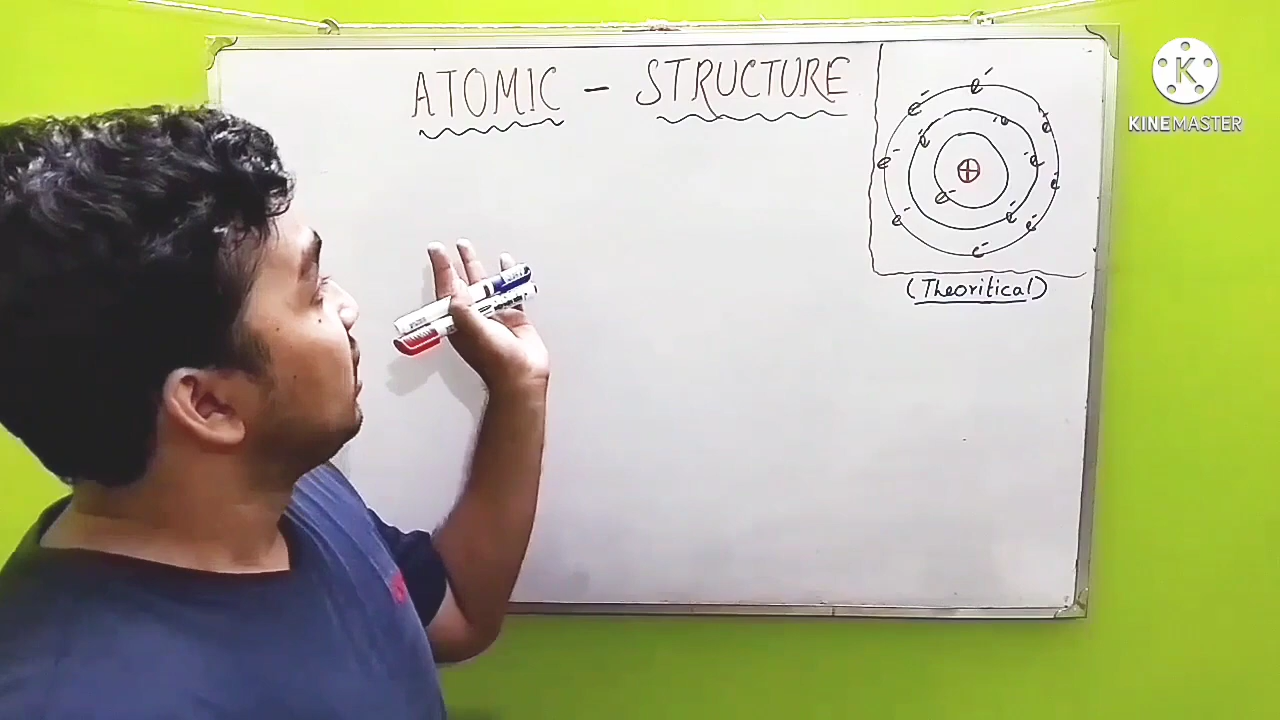 ATOMIC - STRUCTURE
e⁻
e⁻
e⁻
e⁻
e⁻
e⁻
e⁻
e⁻
e⁻
e⁻
e⁻
e⁻
e⁻
+
(Theoritical)
K
KINEMASTER